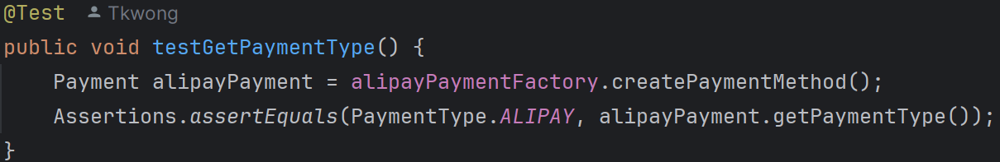 @Test Tkwong
public void testGetPaymentType() {
    Payment alipayPayment = alipayPaymentFactory.createPaymentMethod();
    Assertions.assertEquals(PaymentType.ALIPAY, alipayPayment.getPaymentType());
}